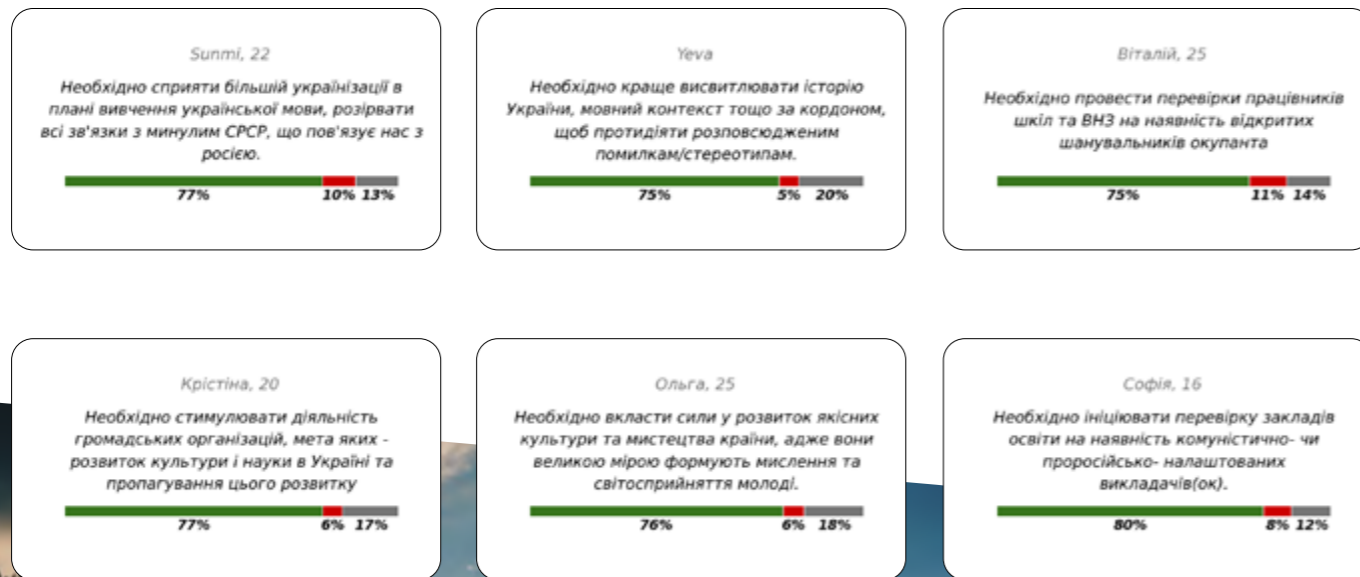 Sunmi, 22
Необхідно сприяти більшій українізації в
плані вивчення української мови, розірвати
всі зв'язки з минулим СРСР, що пов'язує нас з
росією.
77% 10% 13%
Yeva
Необхідно краще висвитлювати історію
України, мовний контекст тощо за кордоном,
щоб протидіяти розповсюдженим
помилкам/стереотипам.
75% 5% 20%
Віталій, 25
Необхідно провести перевірки працівників
шкіл та ВНЗ на наявність відкритих
шанувальників окупанта
75% 11% 14%
Крістіна, 20
Необхідно стимулювати діяльність
громадських організацій, мета яких -
розвиток культури і науки в Україні та
пропагування цього розвитку
77% 6% 17%
Ольга, 25
Необхідно вкласти сили у розвиток якісних
культури та мистецтва країни, адже вони
великою мірою формують мислення та
світосприйняття молоді.
76% 6% 18%
Софія, 16
Необхідно ініціювати перевірку закладів
освіти на наявність комуністично- чи
проросійсько- налаштованих
викладачів(ок).
80% 8% 12%